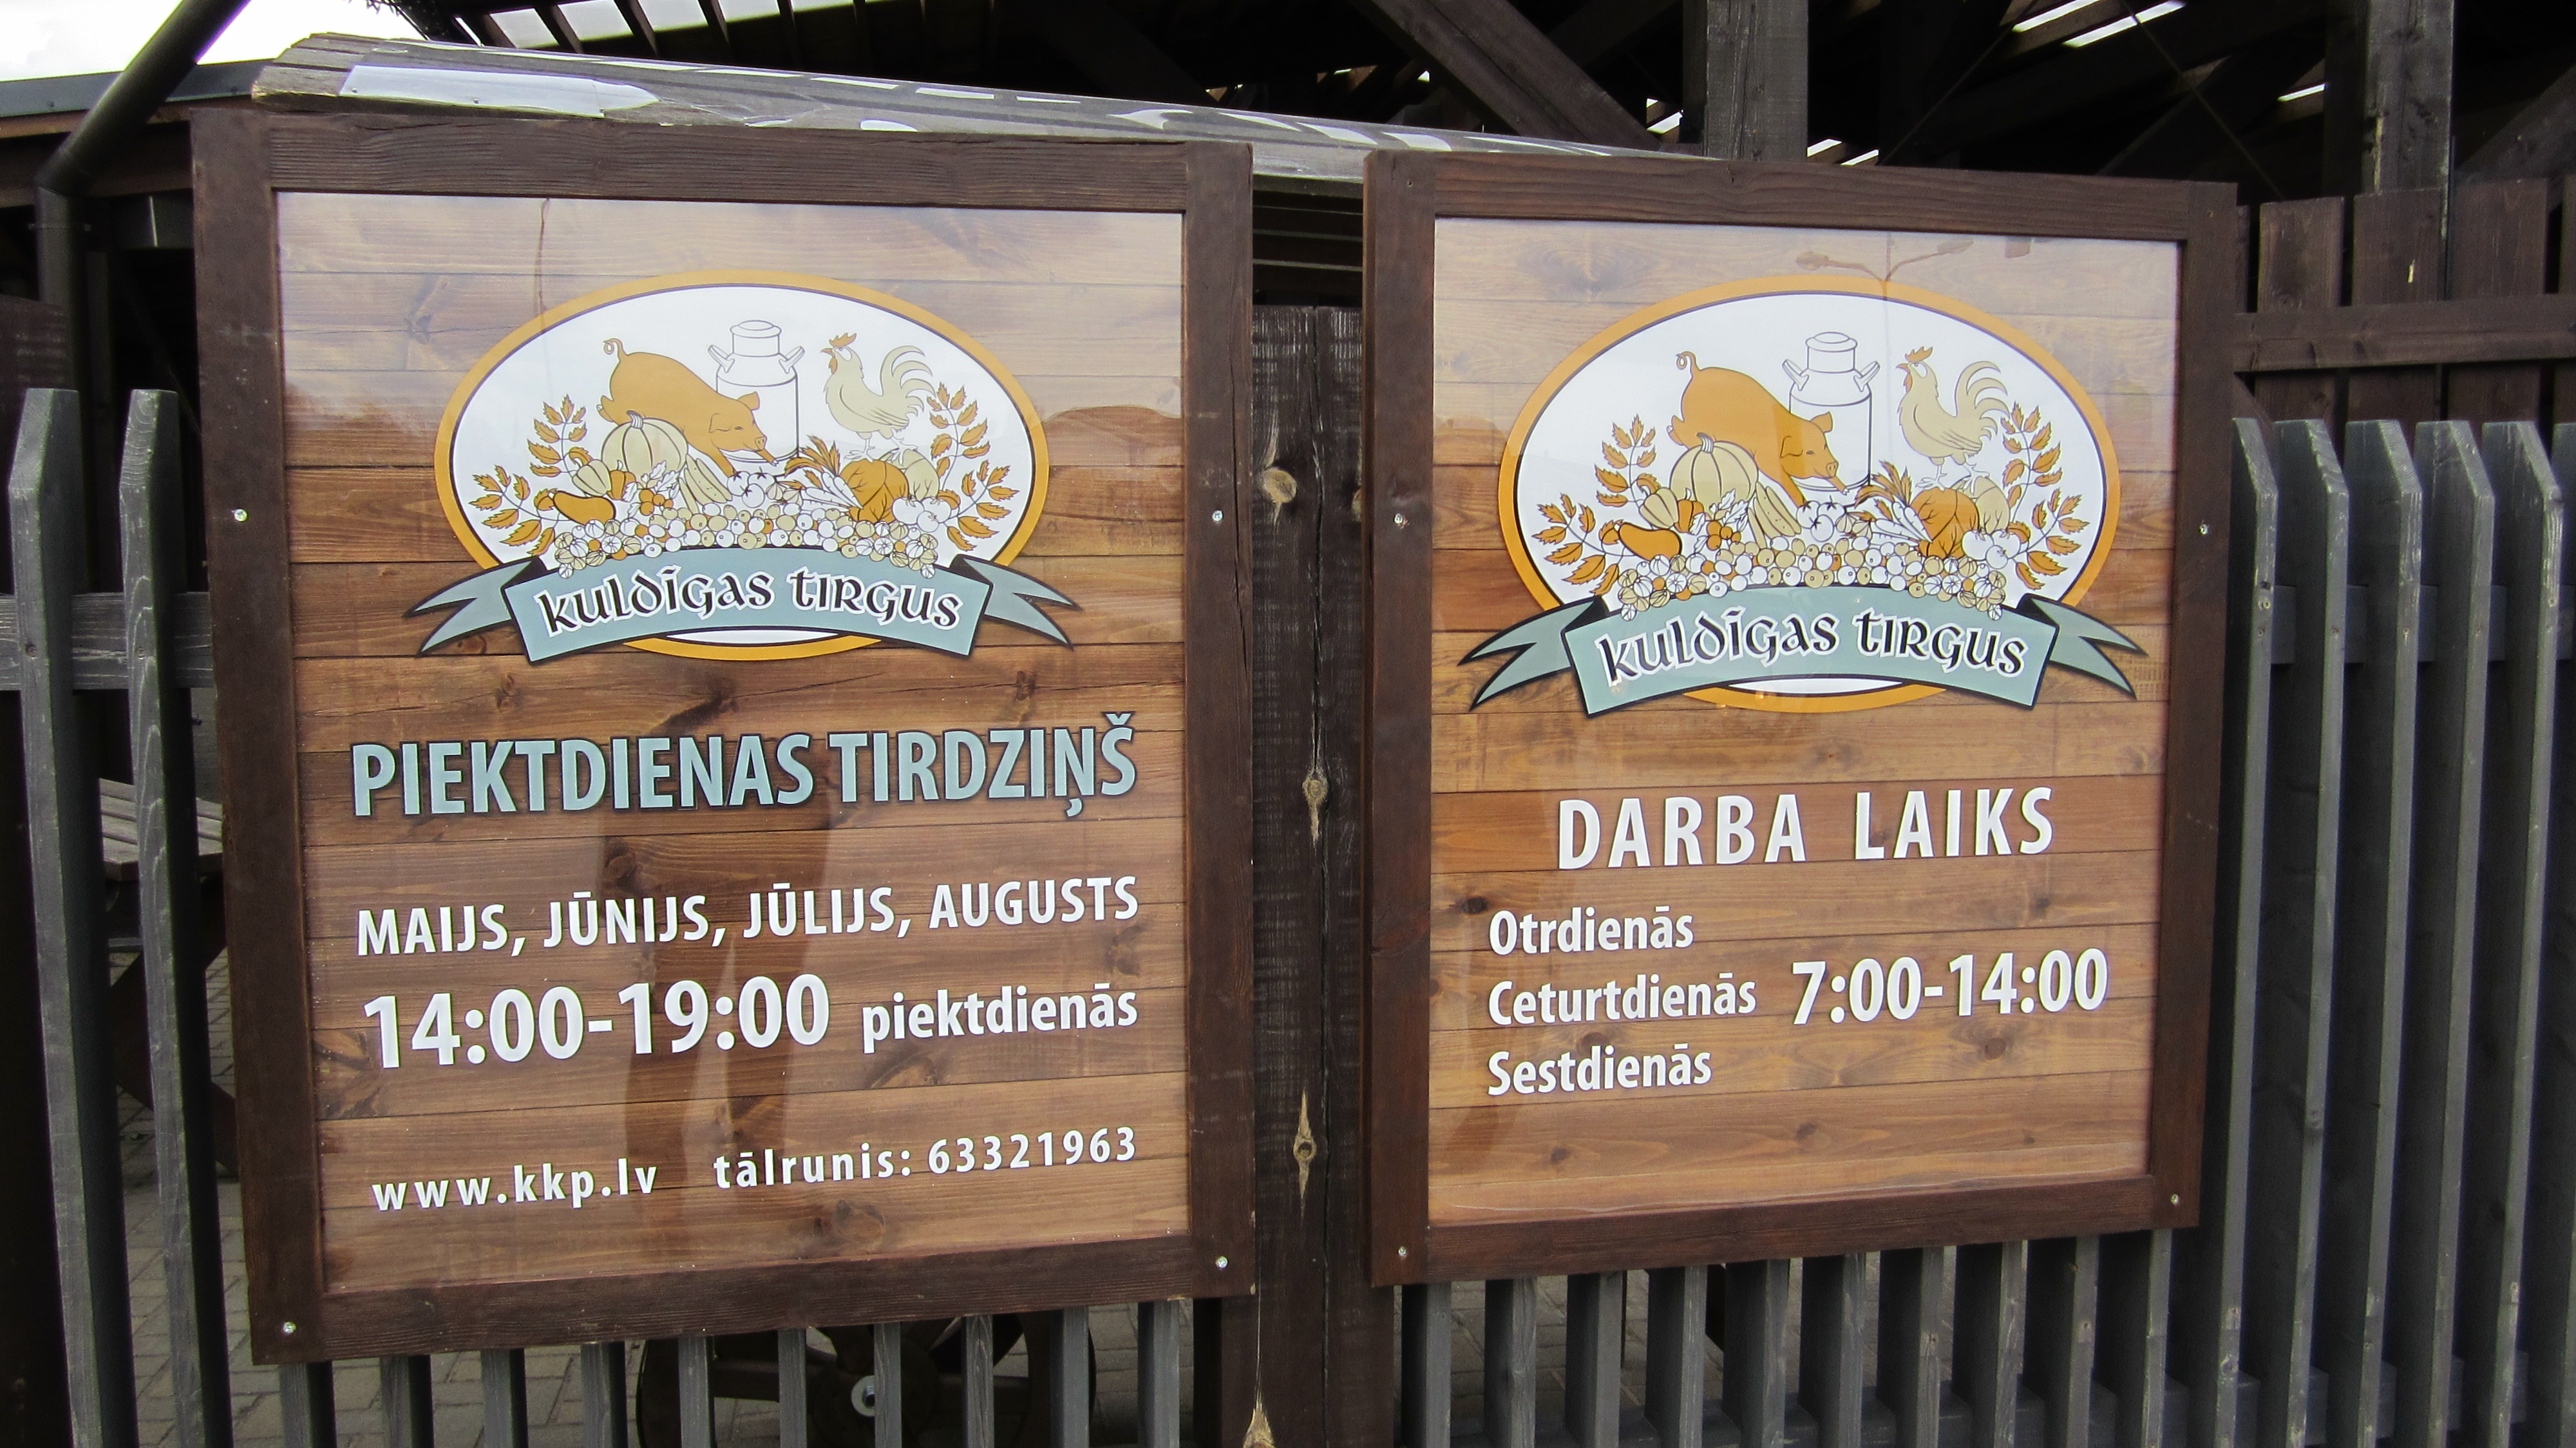 Kuldīgas tirgus
PIEKTDIENAS TIRDZIŅŠ
MAIJS, JŪNIJS, JŪLIJS, AUGUSTS
14:00-19:00 piektdienās
www.kkp.lv tālrunis: 63321963
Kuldīgas tirgus
DARBA LAIKS
Otrdienās
Ceturtdienās 7:00-14:00
Sestdienās